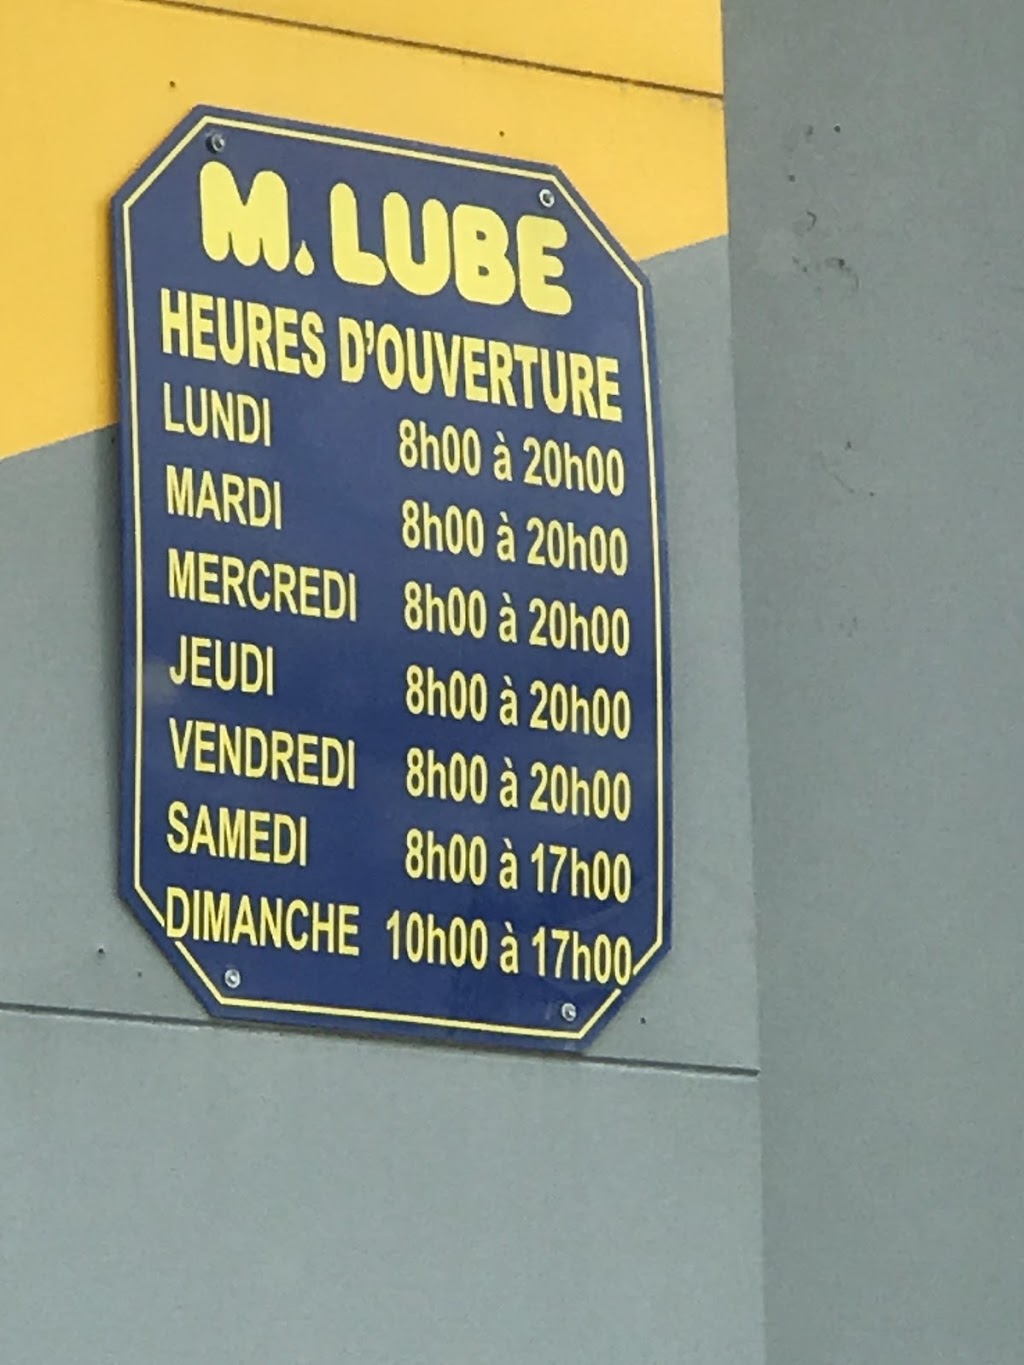 M. LUBE
HEURES D'OUVERTURE
LUNDI 8h00 à 20h00
MARDI 8h00 à 20h00
MERCREDI 8h00 à 20h00
JEUDI 8h00 à 20h00
VENDREDI 8h00 à 20h00
SAMEDI 8h00 à 17h00
DIMANCHE 10h00 à 17h00